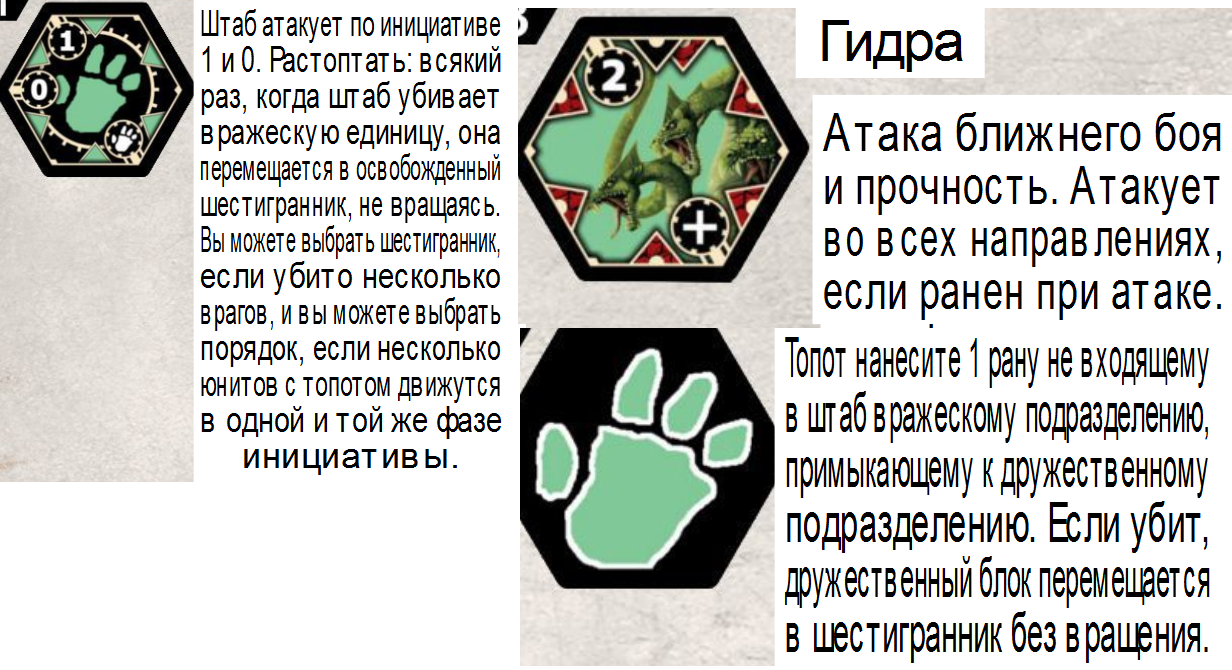 1
0
Штаб атакует по инициативе
1 и 0. Растоптать: всякий
раз, когда штаб убивает
вражескую единицу, она
перемещается в освобожденный
шестигранник, не вращаясь.
Вы можете выбрать шестигранник,
если убито несколько
врагов, и вы можете выбрать
порядок, если несколько
юнитов с топотом движутся
в одной и той же фазе
инициативы.
2
+
Гидра
Атака ближнего боя
и прочность. Атакует
во всех направлениях,
если ранен при атаке.
Топот нанесите 1 рану не входящему
в штаб вражескому подразделению,
примыкающему к дружественному
подразделению. Если убит,
дружественный блок перемещается
в шестигранник без вращения.